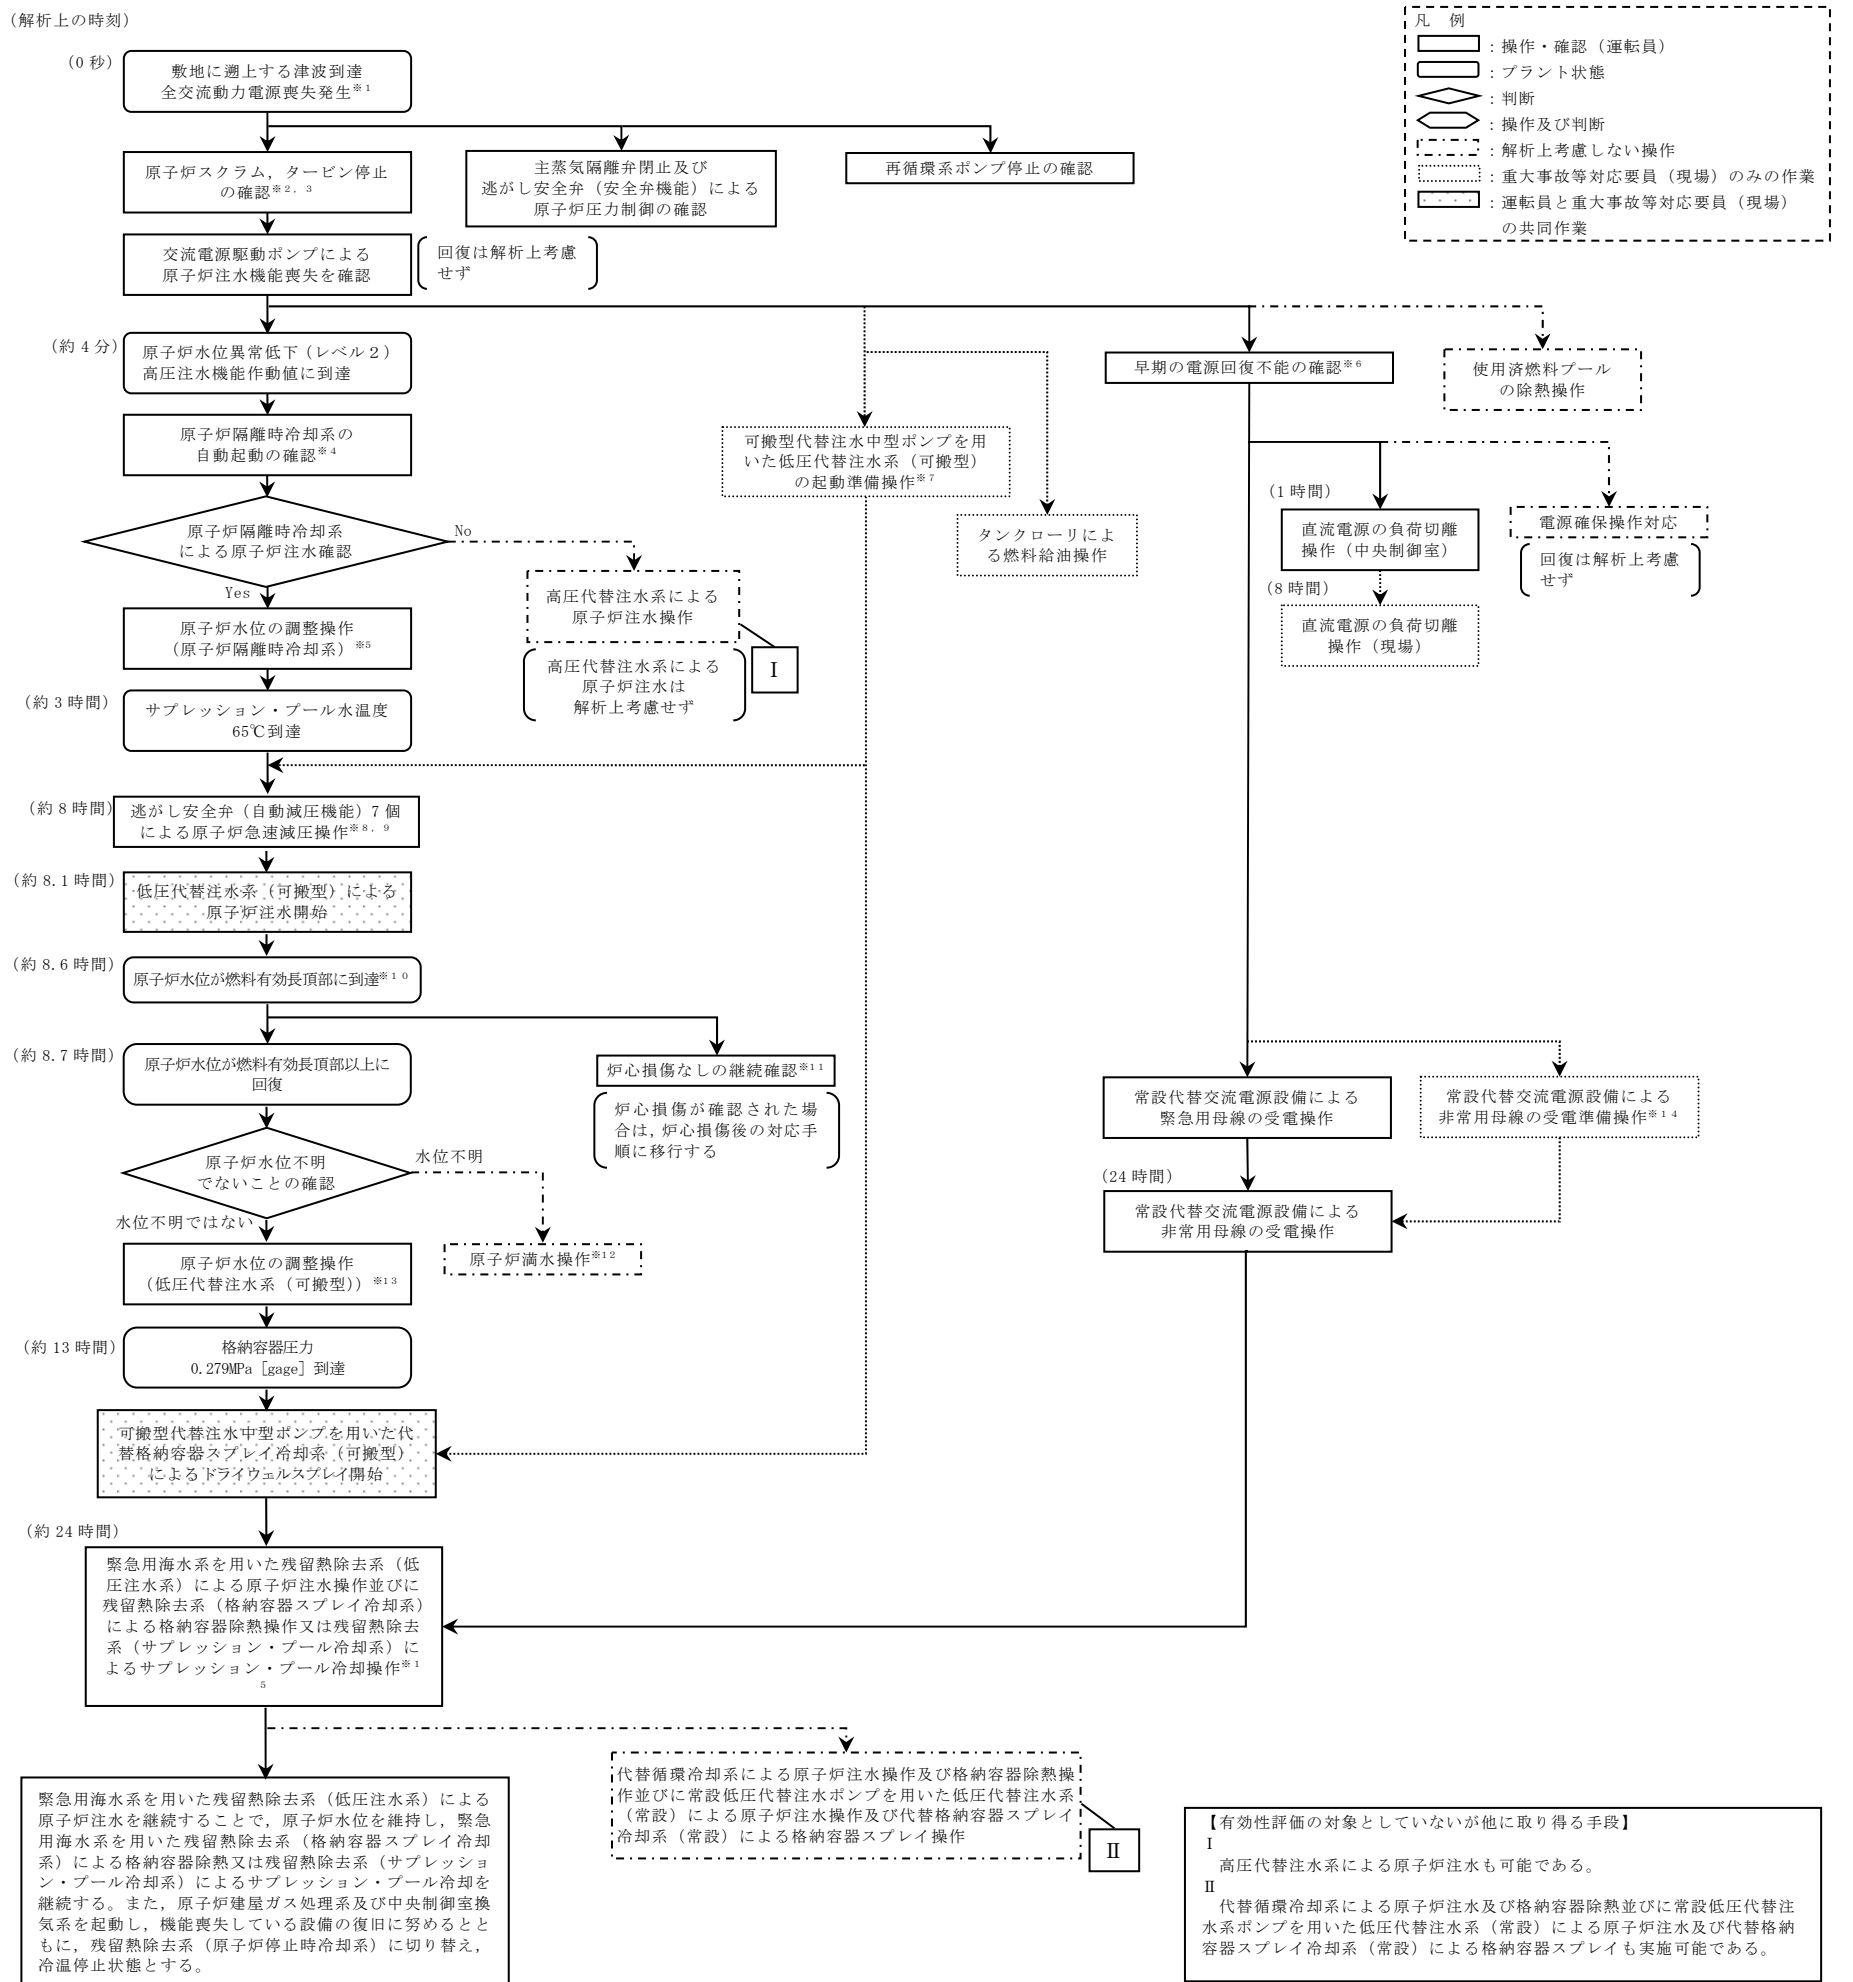 （解析上の時刻）
（0 秒）
敷地に遡上する津波到達
全交流動力電源喪失発生※１
原子炉スクラム，タービン停止
の確認※２，３
主蒸気隔離弁閉止及び
逃がし安全弁（安全弁機能）による
原子炉圧力制御の確認
再循環系ポンプ停止の確認
凡　例
：操作・確認（運転員）
：プラント状態
：判断
：操作及び判断
：解析上考慮しない操作
：重大事故等対応要員（現場）のみの作業
：運転員と重大事故等対応要員（現場）
の共同作業
交流電源駆動ポンプによる
原子炉注水機能喪失を確認
回復は解析上考慮
せず
（約 4 分）
原子炉水位異常低下（レベル２）
高圧注水機能作動値に到達
早期の電源回復不能の確認※６
使用済燃料プール
の除熱操作
原子炉隔離時冷却系の
自動起動の確認※４
可搬型代替注水中型ポンプを用
いた低圧代替注水系（可搬型）
の起動準備操作※７
タンクローリによ
る燃料給油操作
（1 時間）
直流電源の負荷切離
操作（中央制御室）
電源確保操作対応
回復は解析上考慮
せず
（8 時間）
直流電源の負荷切離
操作（現場）
原子炉隔離時冷却系
による原子炉注水確認
No
Yes
高圧代替注水系による
原子炉注水操作
高圧代替注水系による
原子炉注水は
解析上考慮せず
Ⅰ
原子炉水位の調整操作
（原子炉隔離時冷却系）※5
（約 3 時間）
サプレッション・プール水温度
65℃到達
（約 8 時間）
逃がし安全弁（自動減圧機能）7 個
による原子炉急速減圧操作※８，９
（約 8.1 時間）
低圧代替注水系（可搬型）による
原子炉注水開始
（約 8.6 時間）
原子炉水位が燃料有効長頂部に到達※１０
（約 8.7 時間）
原子炉水位が燃料有効長頂部以上に
回復
炉心損傷なしの継続確認※11
炉心損傷が確認された場
合は，炉心損傷後の対応手
順に移行する
常設代替交流電源設備による
緊急用母線の受電操作
常設代替交流電源設備による
非常用母線の受電準備操作※１４
原子炉水位不明
でないことの確認
水位不明
水位不明ではない
（24 時間）
常設代替交流電源設備による
非常用母線の受電操作
原子炉満水操作※12
原子炉水位の調整操作
（低圧代替注水系（可搬型））※13
（約 13 時間）
格納容器圧力
0.279MPa［gage］到達
可搬型代替注水中型ポンプを用いた代
替格納容器スプレイ冷却系（可搬型）
によるドライウェルスプレイ開始
（約 24 時間）
緊急用海水系を用いた残留熱除去系（低
圧注水系）による原子炉注水操作並びに
残留熱除去系（格納容器スプレイ冷却系）
による格納容器除熱操作又は残留熱除去
系（サプレッション・プール冷却系）に
よるサプレッション・プール冷却操作※１
５
代替循環冷却系による原子炉注水操作及び格納容器除熱操
作並びに常設低圧代替注水ポンプを用いた低圧代替注水系
（常設）による原子炉注水操作及び代替格納容器スプレイ
冷却系（常設）による格納容器スプレイ操作
Ⅱ
緊急用海水系を用いた残留熱除去系（低圧注水系）による
原子炉注水を継続することで，原子炉水位を維持し，緊急
用海水系を用いた残留熱除去系（格納容器スプレイ冷却
系）による格納容器除熱又は残留熱除去系（サプレッショ
ン・プール冷却系）によるサプレッション・プール冷却を
継続する。また，原子炉建屋ガス処理系及び中央制御室換
気系を起動し，機能喪失している設備の復旧に努めるとと
もに，残留熱除去系（原子炉停止時冷却系）に切り替え，
冷温停止状態とする。
【有効性評価の対象としていないが他に取り得る手段】
Ⅰ
高圧代替注水系による原子炉注水も可能である。
Ⅱ
代替循環冷却系による原子炉注水及び格納容器除熱並びに常設低圧代替注
水系ポンプを用いた低圧代替注水系（常設）による原子炉注水及び代替格納
容器スプレイ冷却系（常設）による格納容器スプレイも実施可能である。